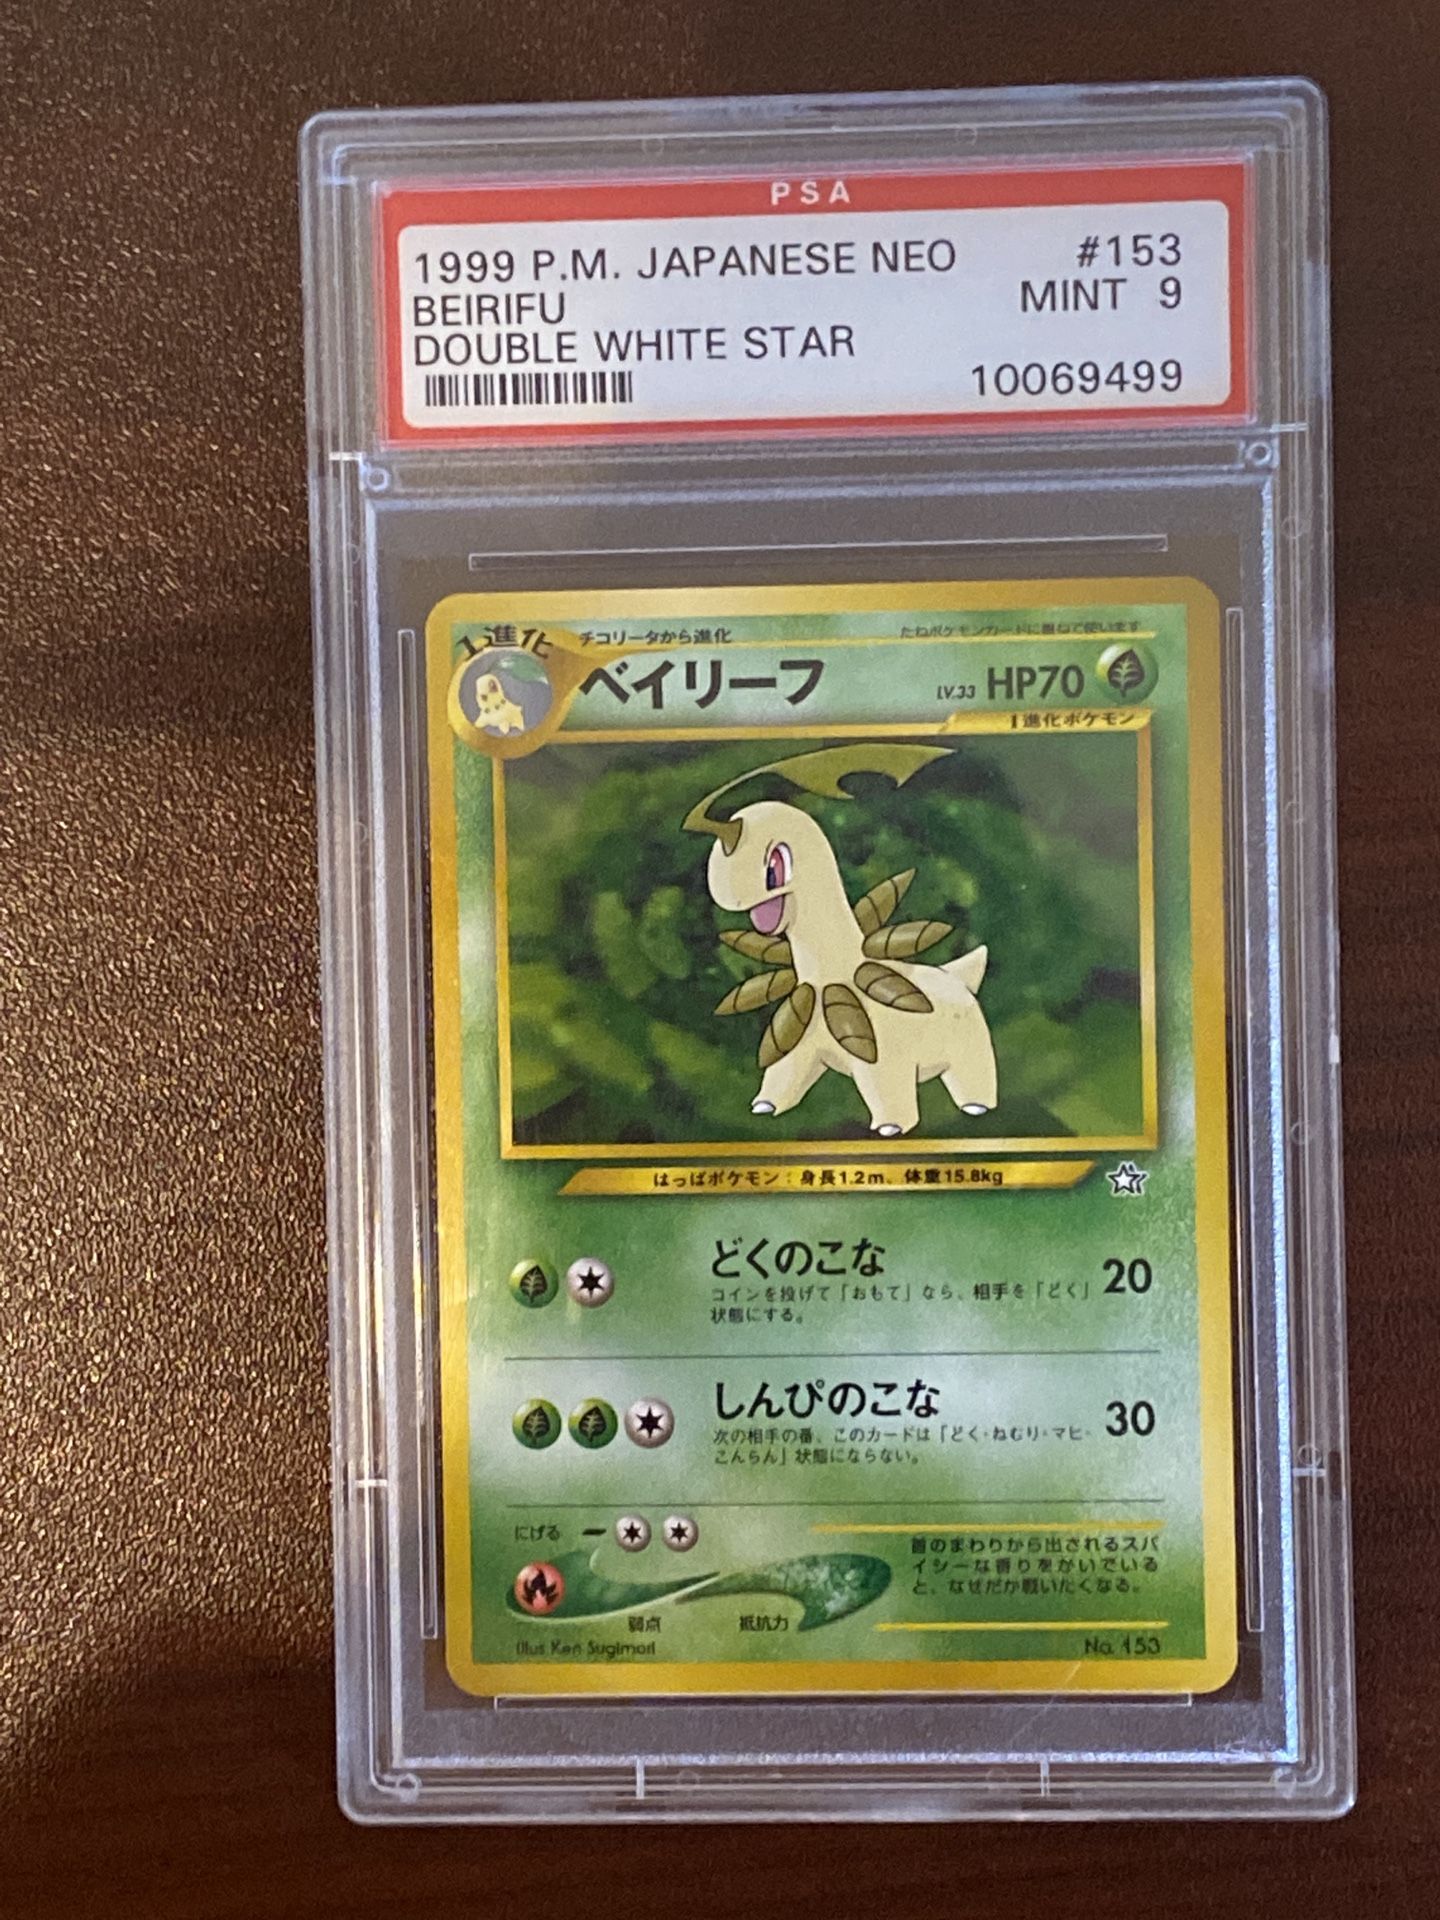 PSA
1999 P.M. JAPANESE NEO #153
BEIRIFU MINT 9
DOUBLE WHITE STAR
10069499
1進化
チコリータから進化
たねポケモンカードに重ねて使います
ベイリーフ LV.33 HP70
1進化ポケモン
はっぱポケモン：身長1.2m、体重15.8kg
どくのこな 20
コインを投げて「おもて」なら、相手を「どく」
状態にする。
しんぴのこな 30
次の相手の番、このカードは「どく・ねむり・マヒ・
こんらん」状態にならない。
にげる
弱点 抵抗力
首のまわりから出されるスパ
イシーな香りをかいでいる
と、なぜだか戦いたくなる。
Illus. Ken Sugimori
No. 153